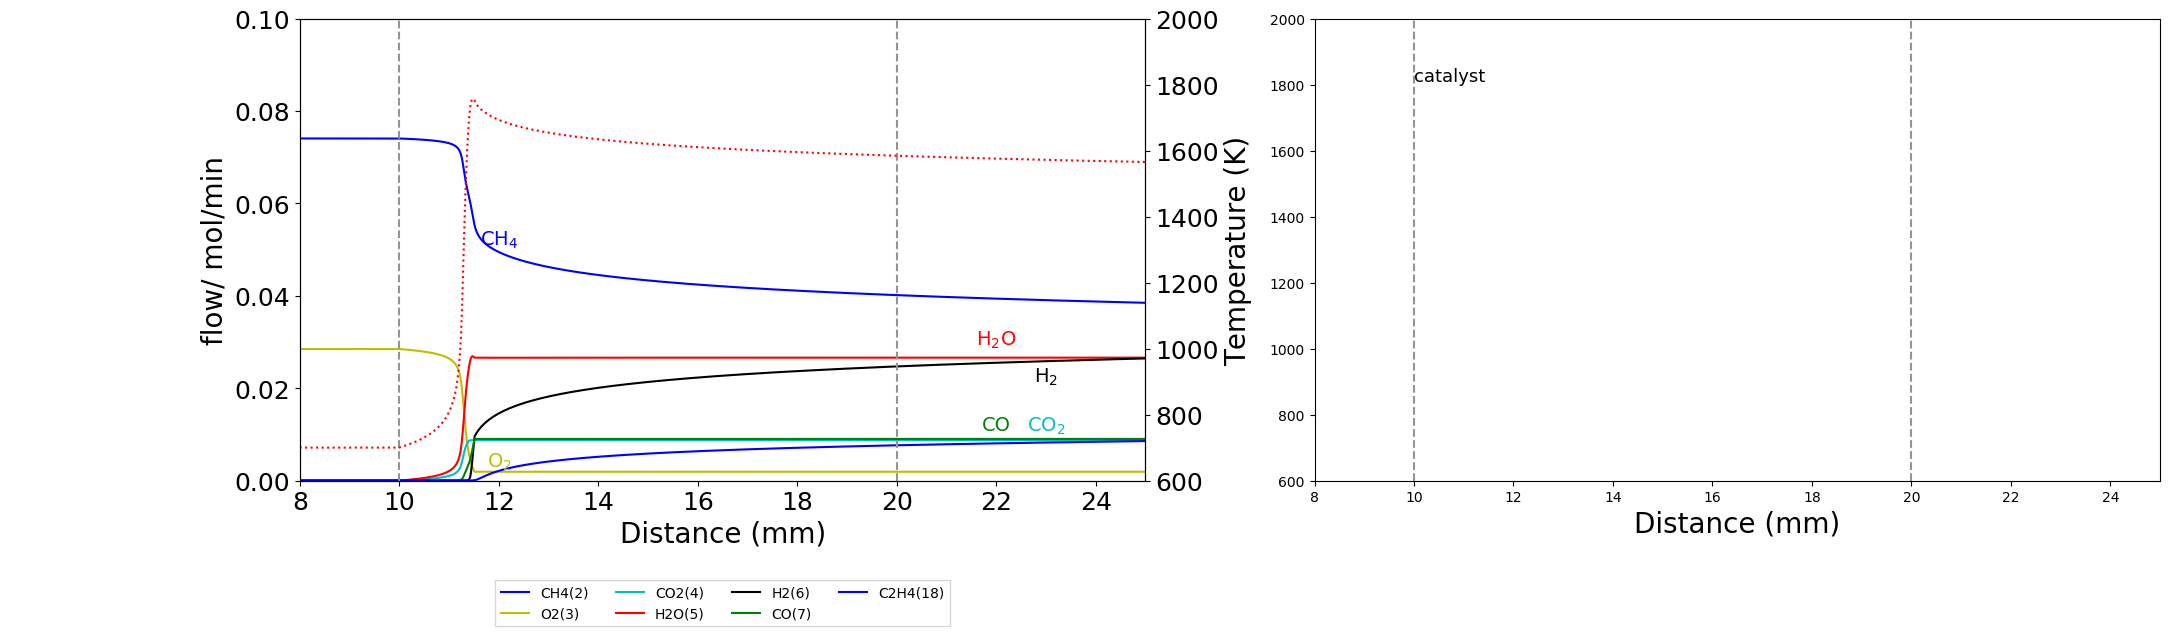 0.10
0.08
0.06
0.04
0.02
0.00
flow/ mol/min
8 10 12 14 16 18 20 22 24
Distance (mm)
2000
1800
1600
1400
1200
1000
800
600
Temperature (K)
CH₄
H₂O
H₂
CO CO₂
O₂
CH4(2) CO2(4) H2(6) C2H4(18)
O2(3) H2O(5) CO(7)
2000
1800
1600
1400
1200
1000
800
600
catalyst
8 10 12 14 16 18 20 22 24
Distance (mm)